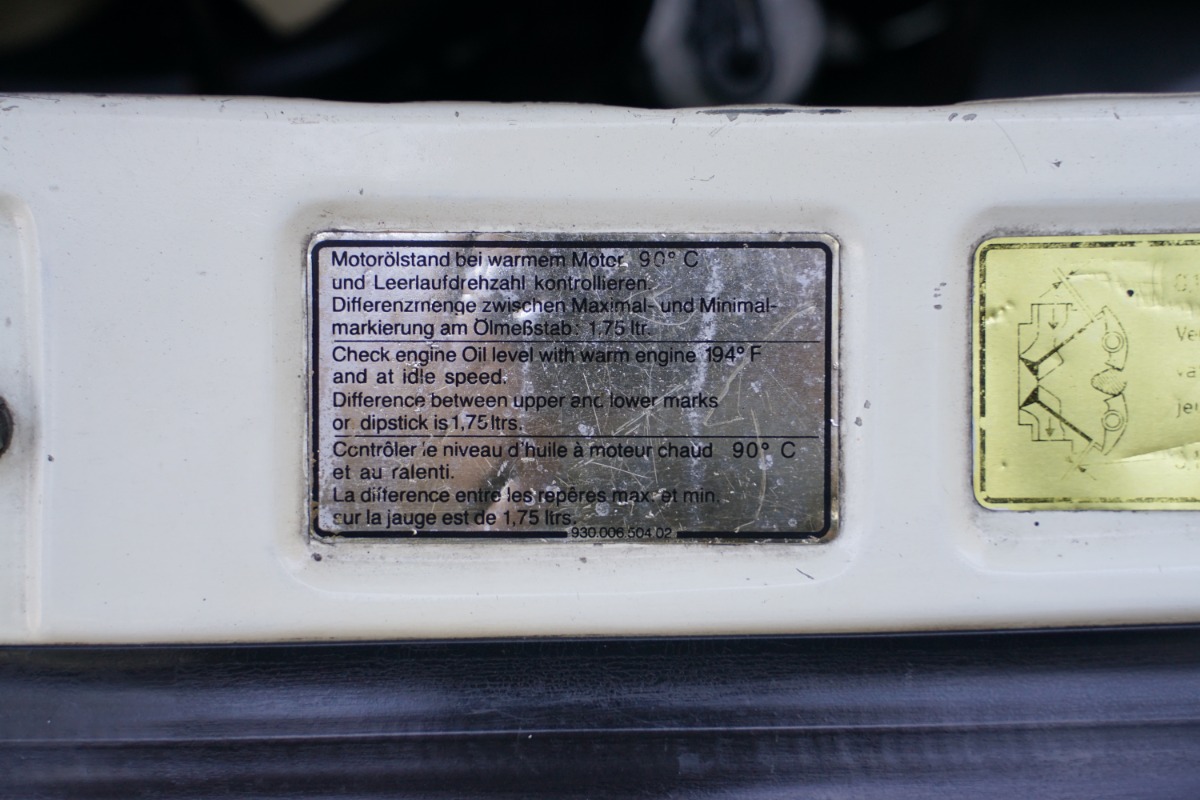 Motorölstand bei warmem Motor 90° C
und Leerlaufdrehzahl kontrollieren.
Differenzmenge zwischen Maximal- und Minimal-
markierung am Ölmeßstab: 1,75 ltr.
Check engine Oil level with warm engine 194° F
and at idle speed.
Difference between upper and lower marks
or dipstick is 1,75 ltrs.
Contrôler le niveau d'huile à moteur chaud 90° C
et au ralenti.
La difference entre les repêres max. et min.
sur la jauge est de 1,75 ltrs.
930.006.504.02